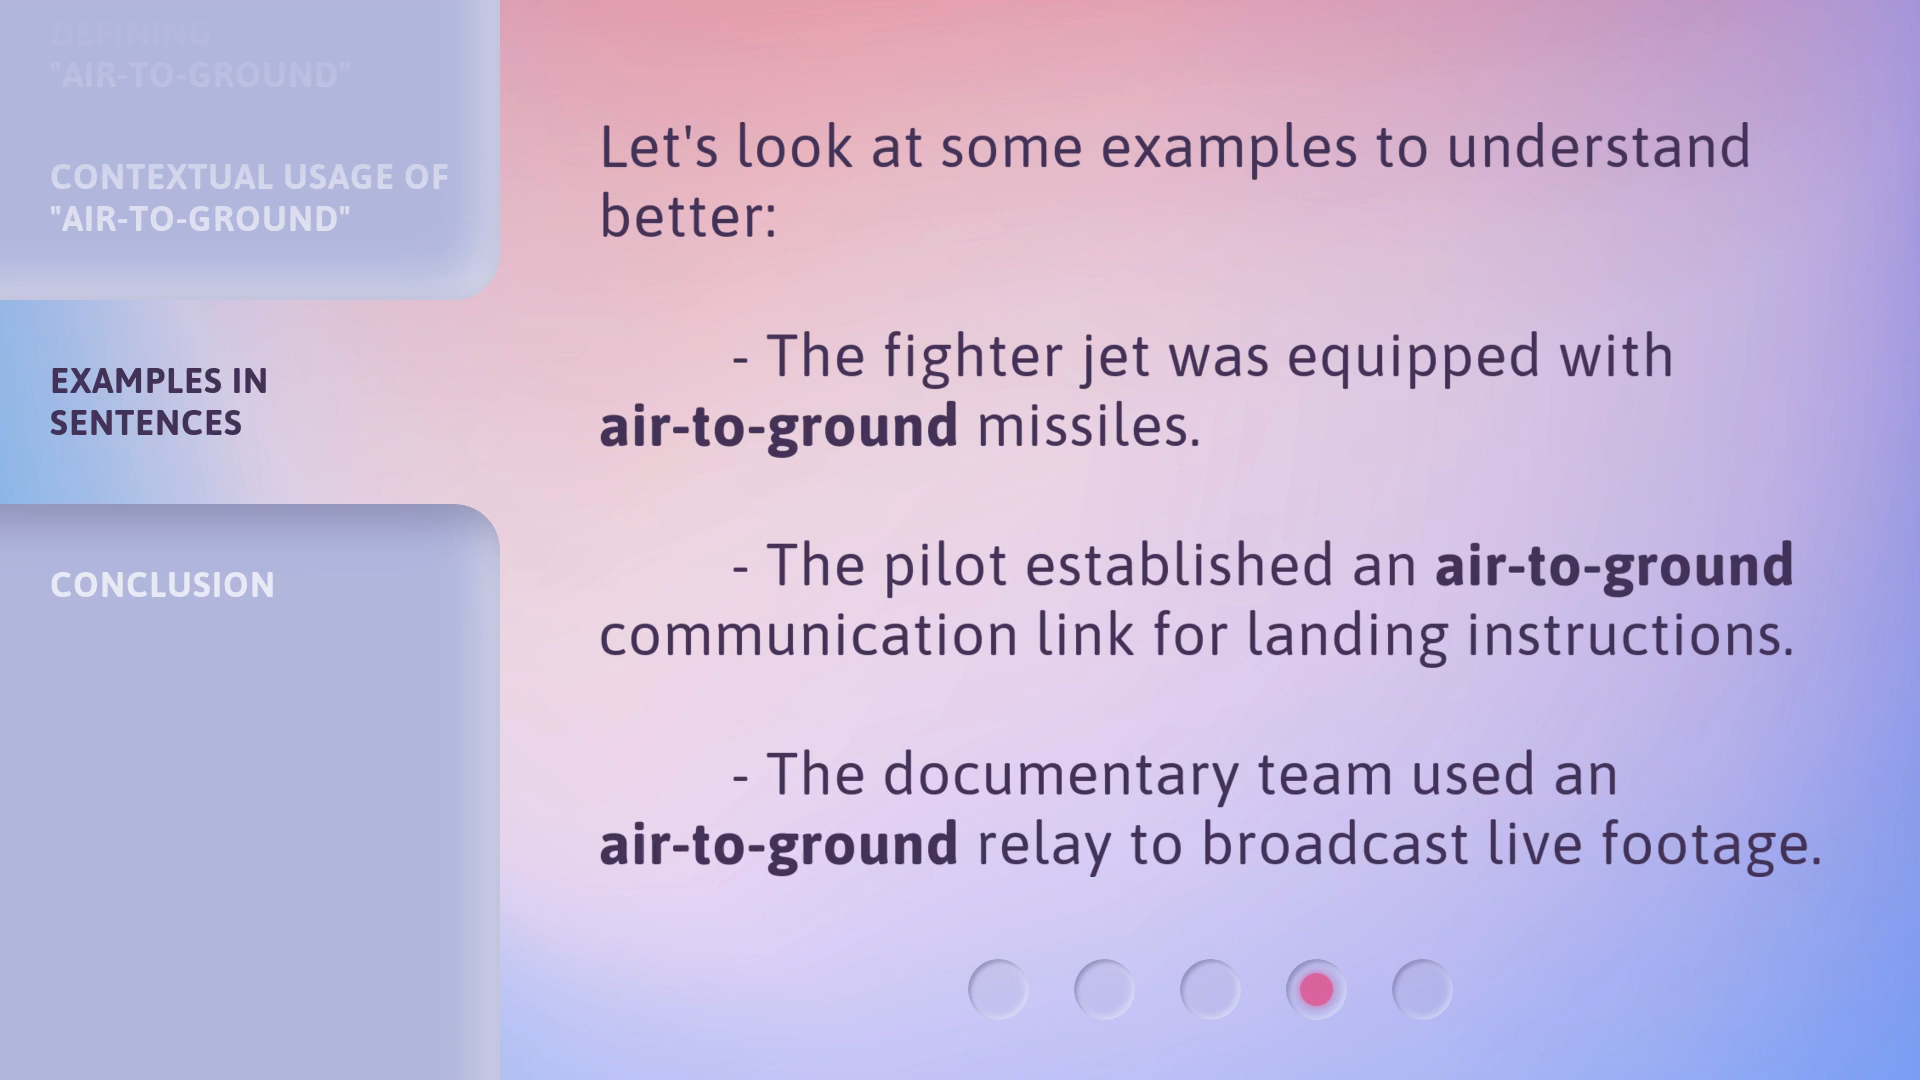 DEFINING
"AIR-TO-GROUND"
CONTEXTUAL USAGE OF
"AIR-TO-GROUND"
EXAMPLES IN
SENTENCES
CONCLUSION
Let's look at some examples to understand
better:
- The fighter jet was equipped with
air-to-ground missiles.
- The pilot established an air-to-ground
communication link for landing instructions.
- The documentary team used an
air-to-ground relay to broadcast live footage.